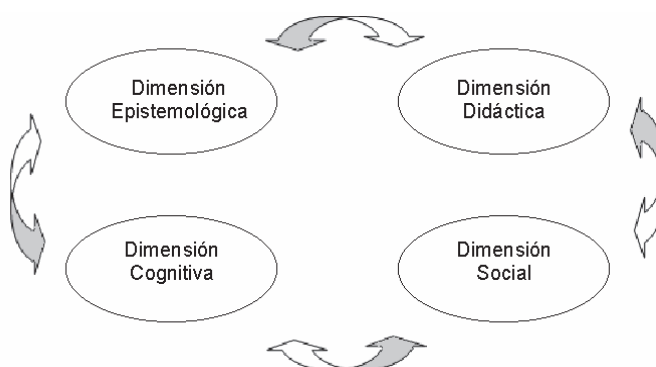 Dimensión
Epistemológica
Dimensión
Didáctica
Dimensión
Cognitiva
Dimensión
Social